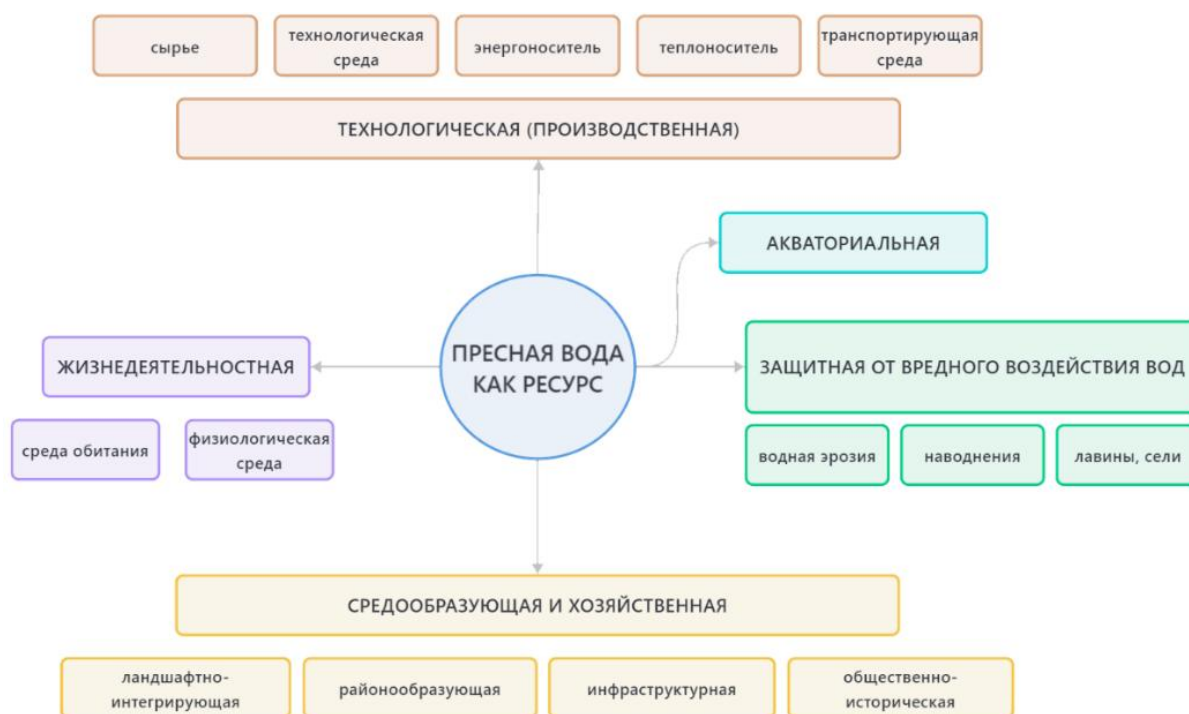 сырье
технологическая
среда
энергоноситель
теплоноситель
транспортирующая
среда
ТЕХНОЛОГИЧЕСКАЯ (ПРОИЗВОДСТВЕННАЯ)
АКВАТОРИАЛЬНАЯ
ПРЕСНАЯ ВОДА
КАК РЕСУРС
ЖИЗНЕДЕЯТЕЛЬНОСТНАЯ
среда обитания
физиологическая
среда
ЗАЩИТНАЯ ОТ ВРЕДНОГО ВОЗДЕЙСТВИЯ ВОД
водная эрозия
наводнения
лавины, сели
СРЕДООБРАЗУЮЩАЯ И ХОЗЯЙСТВЕННАЯ
ландшафтно-
интегрирующая
районообразующая
инфраструктурная
общественно-
историческая